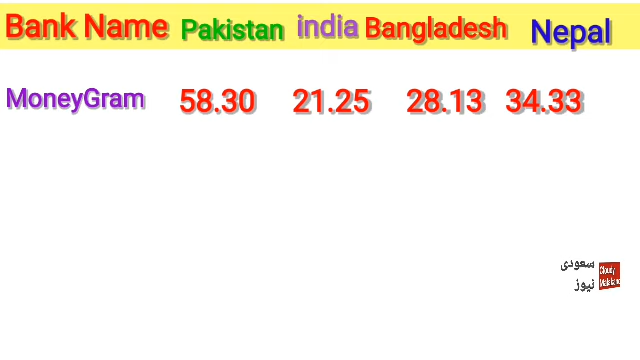 Bank Name Pakistan india Bangladesh Nepal
MoneyGram 58.30 21.25 28.13 34.33
سعودی
نیوز